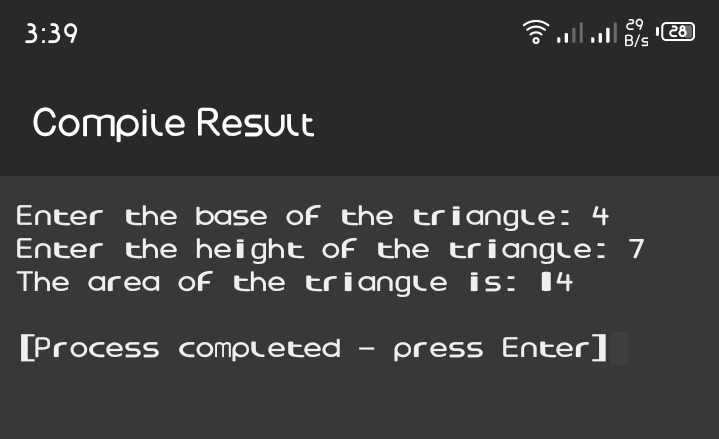 3:39
29
B/s
28
Compile Result
Enter the base of the triangle: 4
Enter the height of the triangle: 7
The area of the triangle is: 14
[Process completed - press Enter]